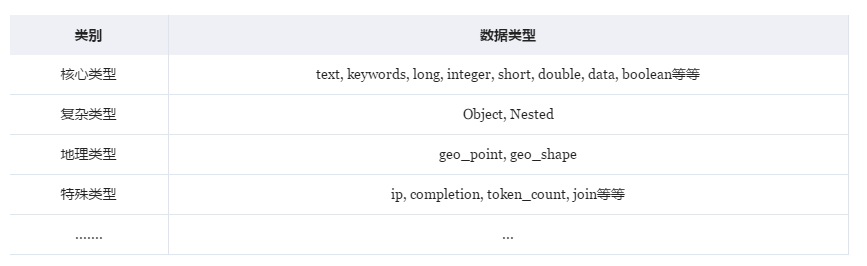 类别 数据类型
核心类型 text, keywords, long, integer, short, double, data, boolean等等
复杂类型 Object, Nested
地理类型 geo_point, geo_shape
特殊类型 ip, completion, token_count, join等等
....... ...